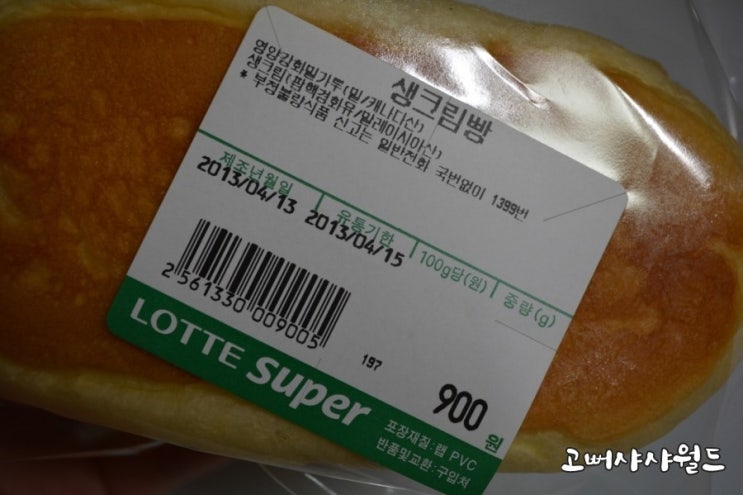 생크림빵
영양강화밀가루(밀/캐나다산)
생크림(팜핵경화유/말레이시아산)
* 부정불량식품 신고는 일반전화 국번없이 1399번
제조년월일 유통기한 100g당(원) 중량(g)
2013/04/13 2013/04/15
2 561330 009005
197
900 원
LOTTE super
포장재질:랩 PVC
반품및교환:구입처
고뻐샤샤월드